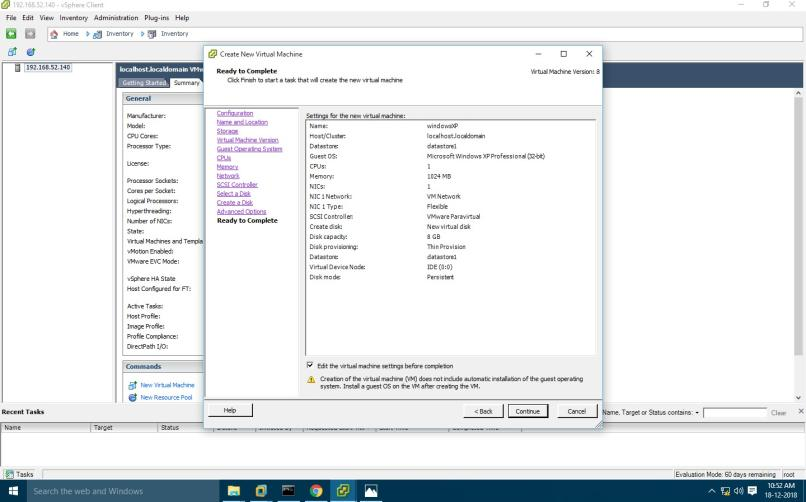 192.168.52.140 - vSphere Client
File Edit View Inventory Administration Plug-ins Help
Home Inventory Inventory
192.168.52.140
localhost.localdomain VMw
Getting Started Summary
General
Manufacturer:
Model:
CPU Cores:
Processor Type:
License:
Processor Sockets:
Cores per Socket:
Logical Processors:
Hyperthreading:
Number of NICs:
State:
Virtual Machines and Templa
vMotion Enabled:
VMware EVC Mode:
vSphere HA State
Host Configured for FT:
Active Tasks:
Host Profile:
Image Profile:
Profile Compliance:
DirectPath I/O:
Commands
New Virtual Machine
New Resource Pool
Create New Virtual Machine
Ready to Complete
Click Finish to start a task that will create the new virtual machine
Virtual Machine Version: 8
Configuration
Name and Location
Storage
Virtual Machine Version
Guest Operating System
CPUs
Memory
Network
SCSI Controller
Select a Disk
Create a Disk
Advanced Options
Ready to Complete
Settings for the new virtual machine:
Name: windowsXP
Host/Cluster: localhost.localdomain
Datastore: datastore1
Guest OS: Microsoft Windows XP Professional (32-bit)
CPUs: 1
Memory: 1024 MB
NICs: 1
NIC 1 Network: VM Network
NIC 1 Type: Flexible
SCSI Controller: VMware Paravirtual
Create disk: New virtual disk
Disk capacity: 8 GB
Disk provisioning: Thin Provision
Datastore: datastore1
Virtual Device Node: IDE (0:0)
Disk mode: Persistent
Edit the virtual machine settings before completion
Creation of the virtual machine (VM) does not include automatic installation of the guest operating
system. Install a guest OS on the VM after creating the VM.
Help < Back Continue Cancel
Recent Tasks
Name, Target or Status contains: Clear
Name Target Status
Tasks
Evaluation Mode: 60 days remaining root
Search the web and Windows
10:52 AM
18-12-2018